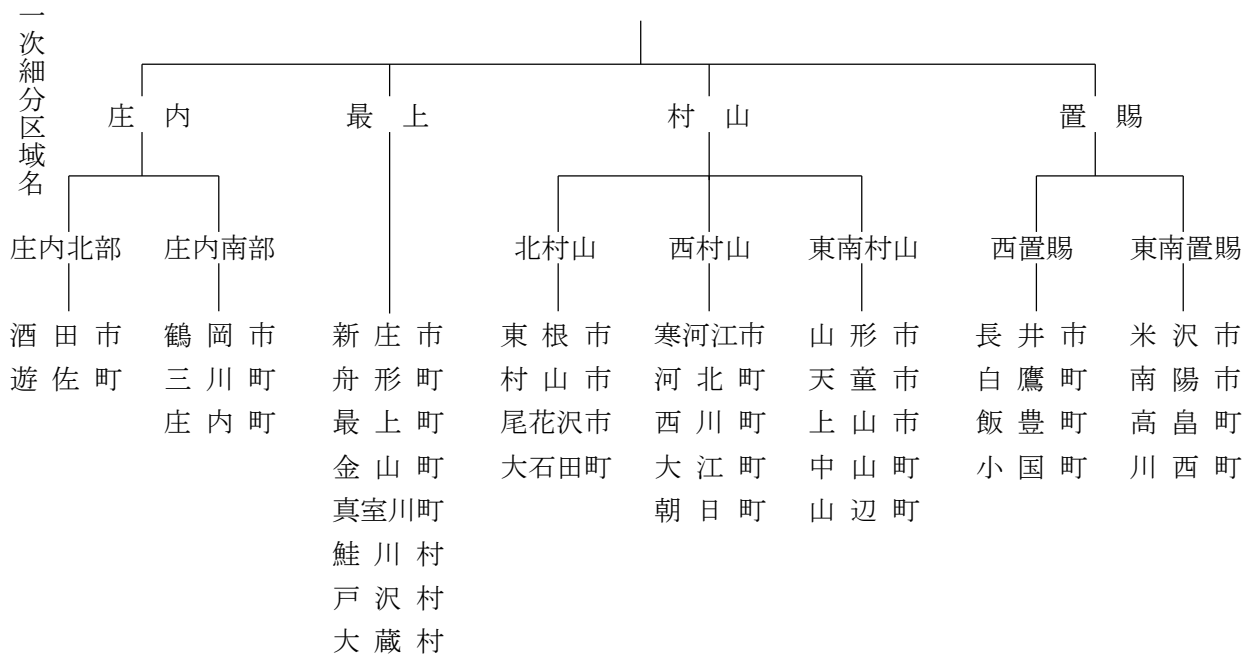 一次細分区域名
庄内
最上
村山
置賜
庄内北部
庄内南部
北村山
西村山
東南村山
西置賜
東南置賜
酒田市
遊佐町
鶴岡市
三川町
庄内町
新庄市
舟形町
最上町
金山町
真室川町
鮭川村
戸沢村
大蔵村
東根市
村山市
尾花沢市
大石田町
寒河江市
河北町
西川町
大江町
朝日町
山形市
天童市
上山市
中山町
山辺町
長井市
白鷹町
飯豊町
小国町
米沢市
南陽市
高畠町
川西町